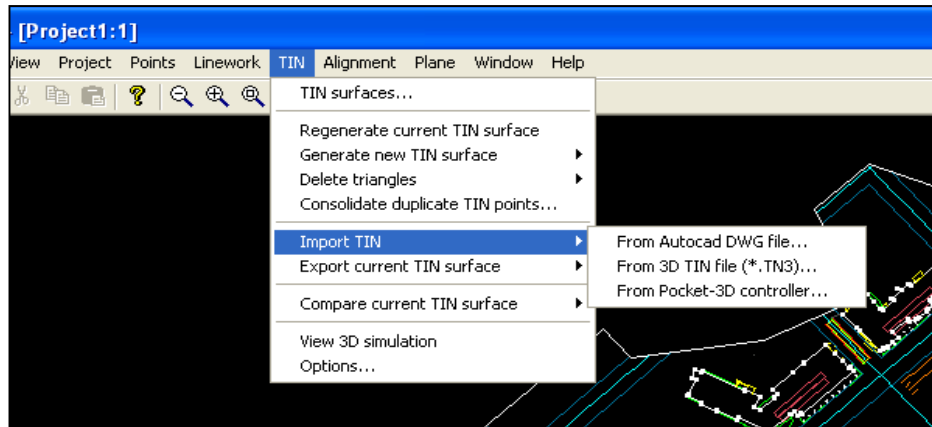 [Project1:1]
View Project Points Linework TIN Alignment Plane Window Help
TIN surfaces...
Regenerate current TIN surface
Generate new TIN surface
Delete triangles
Consolidate duplicate TIN points...
Import TIN
From Autocad DWG file...
From 3D TIN file (*.TN3)...
From Pocket-3D controller...
Export current TIN surface
Compare current TIN surface
View 3D simulation
Options...